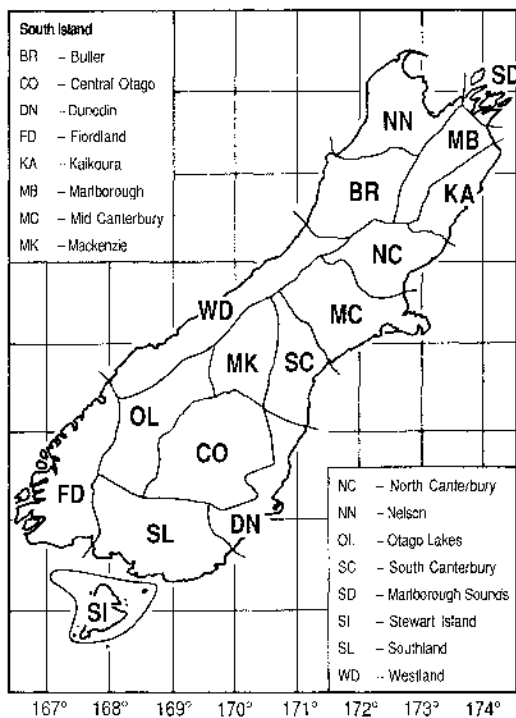 South Island
BR – Buller
CO – Central Otago
DN – Dunedin
FD – Fiordland
KA – Kaikoura
MB – Marlborough
MC – Mid Canterbury
MK – Mackenzie
SD
NN
MB
BR
KA
NC
WD
MC
MK
SC
OL
CO
FD
SL
DN
SI
NC – North Canterbury
NN – Nelson
OL – Otago Lakes
SC – South Canterbury
SD – Marlborough Sounds
SI – Stewart Island
SL – Southland
WD – Westland
167° 168° 169° 170° 171° 172° 173° 174°